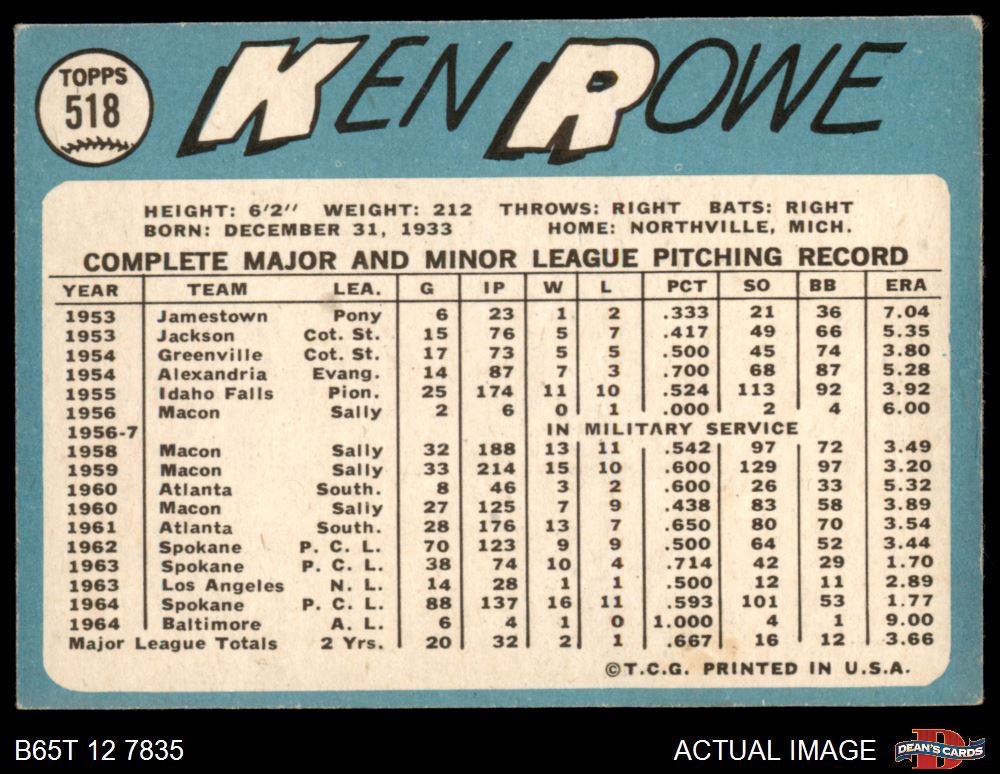 TOPPS
518
KEN ROWE
HEIGHT: 6'2'' WEIGHT: 212 THROWS: RIGHT BATS: RIGHT
BORN: DECEMBER 31, 1933 HOME: NORTHVILLE, MICH.
COMPLETE MAJOR AND MINOR LEAGUE PITCHING RECORD
YEAR TEAM LEA. G IP W L PCT SO BB ERA
1953 Jamestown Pony 6 23 1 2 .333 21 36 7.04
1953 Jackson Cot. St. 15 76 5 7 .417 49 66 5.35
1954 Greenville Cot. St. 17 73 5 5 .500 45 74 3.80
1954 Alexandria Evang. 14 87 7 3 .700 68 87 5.28
1955 Idaho Falls Pion. 25 174 11 10 .524 113 92 3.92
1956 Macon Sally 2 6 0 1 .000 2 4 6.00
1956-7 IN MILITARY SERVICE
1958 Macon Sally 32 188 13 11 .542 97 72 3.49
1959 Macon Sally 33 214 15 10 .600 129 97 3.20
1960 Atlanta South. 8 46 3 2 .600 26 33 5.32
1960 Macon Sally 27 125 7 9 .438 83 58 3.89
1961 Atlanta South. 28 176 13 7 .650 80 70 3.54
1962 Spokane P. C. L. 70 123 9 9 .500 64 52 3.44
1963 Spokane P. C. L. 38 74 10 4 .714 42 29 1.70
1963 Los Angeles N. L. 14 28 1 1 .500 12 11 2.89
1964 Spokane P. C. L. 88 137 16 11 .593 101 53 1.77
1964 Baltimore A. L. 6 4 1 0 1.000 4 1 9.00
Major League Totals 2 Yrs. 20 32 2 1 .667 16 12 3.66
©T.C.G. PRINTED IN U.S.A.
B65T 12 7835 ACTUAL IMAGE D DEAN'S CARDS